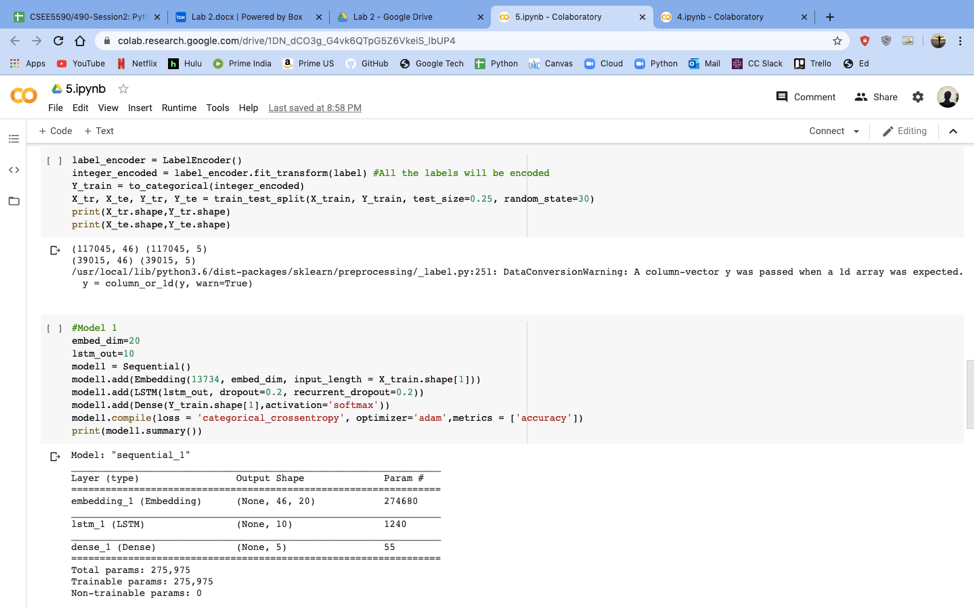 CSEE5590/490-Session2: Pyt
Lab 2.docx | Powered by Box
Lab 2 - Google Drive
5.ipynb - Colaboratory
4.ipynb - Colaboratory
colab.research.google.com/drive/1DN_dCO3g_G4vk6QTpG5Z6VkeiS_lbUP4
Apps YouTube Netflix Hulu Prime India Prime US GitHub Google Tech Python Canvas Cloud Python Mail CC Slack Trello Ed
5.ipynb
Comment Share
File Edit View Insert Runtime Tools Help Last saved at 8:58 PM
+ Code + Text Connect Editing
[ ] label_encoder = LabelEncoder()
integer_encoded = label_encoder.fit_transform(label) #All the labels will be encoded
Y_train = to_categorical(integer_encoded)
X_tr, X_te, Y_tr, Y_te = train_test_split(X_train, Y_train, test_size=0.25, random_state=30)
print(X_tr.shape,Y_tr.shape)
print(X_te.shape,Y_te.shape)
(117045, 46) (117045, 5)
(39015, 46) (39015, 5)
/usr/local/lib/python3.6/dist-packages/sklearn/preprocessing/_label.py:251: DataConversionWarning: A column-vector y was passed when a 1d array was expected.
y = column_or_1d(y, warn=True)
[ ] #Model 1
embed_dim=20
lstm_out=10
model1 = Sequential()
model1.add(Embedding(13734, embed_dim, input_length = X_train.shape[1]))
model1.add(LSTM(lstm_out, dropout=0.2, recurrent_dropout=0.2))
model1.add(Dense(Y_train.shape[1],activation='softmax'))
model1.compile(loss = 'categorical_crossentropy', optimizer='adam',metrics = ['accuracy'])
print(model1.summary())
Model: "sequential_1"
Layer (type) Output Shape Param #
embedding_1 (Embedding) (None, 46, 20) 274680
lstm_1 (LSTM) (None, 10) 1240
dense_1 (Dense) (None, 5) 55
Total params: 275,975
Trainable params: 275,975
Non-trainable params: 0